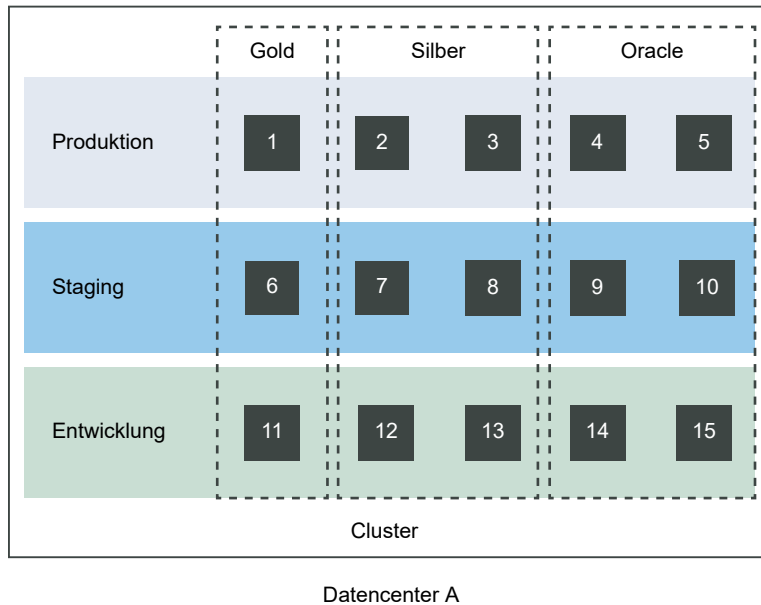 Gold Silber Oracle
Produktion 1 2 3 4 5
Staging 6 7 8 9 10
Entwicklung 11 12 13 14 15
Cluster
Datencenter A